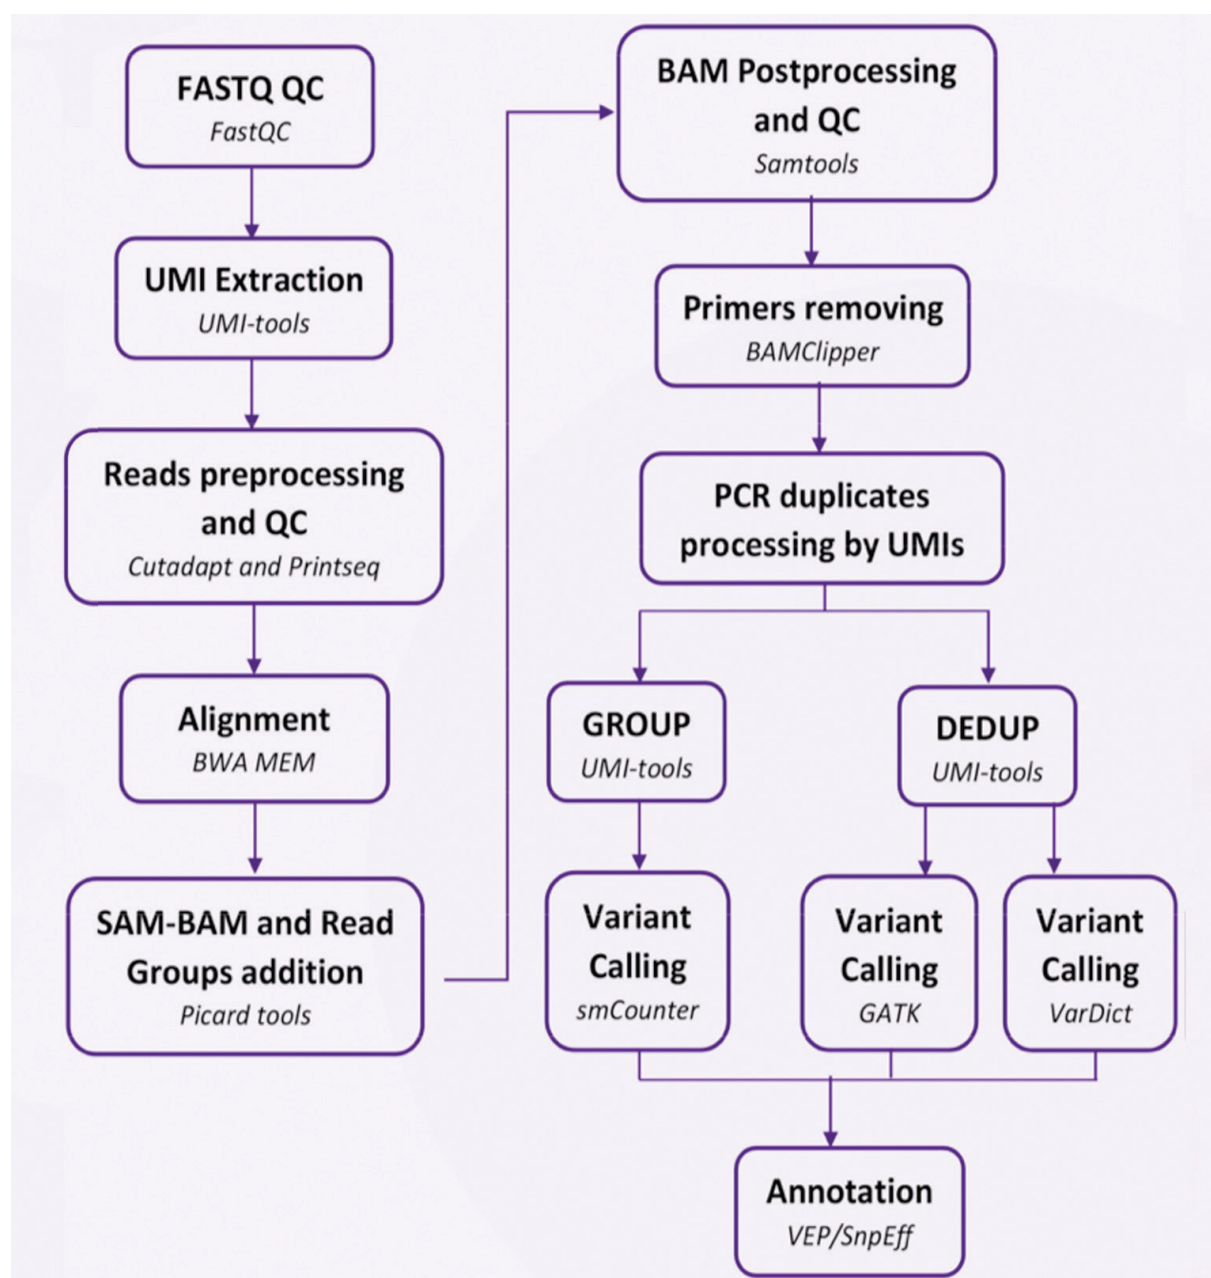 FASTQ QC
FastQC
UMI Extraction
UMI-tools
Reads preprocessing
and QC
Cutadapt and Printseq
Alignment
BWA MEM
SAM-BAM and Read
Groups addition
Picard tools
BAM Postprocessing
and QC
Samtools
Primers removing
BAMClipper
PCR duplicates
processing by UMIs
GROUP
UMI-tools
DEDUP
UMI-tools
Variant
Calling
smCounter
Variant
Calling
GATK
Variant
Calling
VarDict
Annotation
VEP/SnpEff